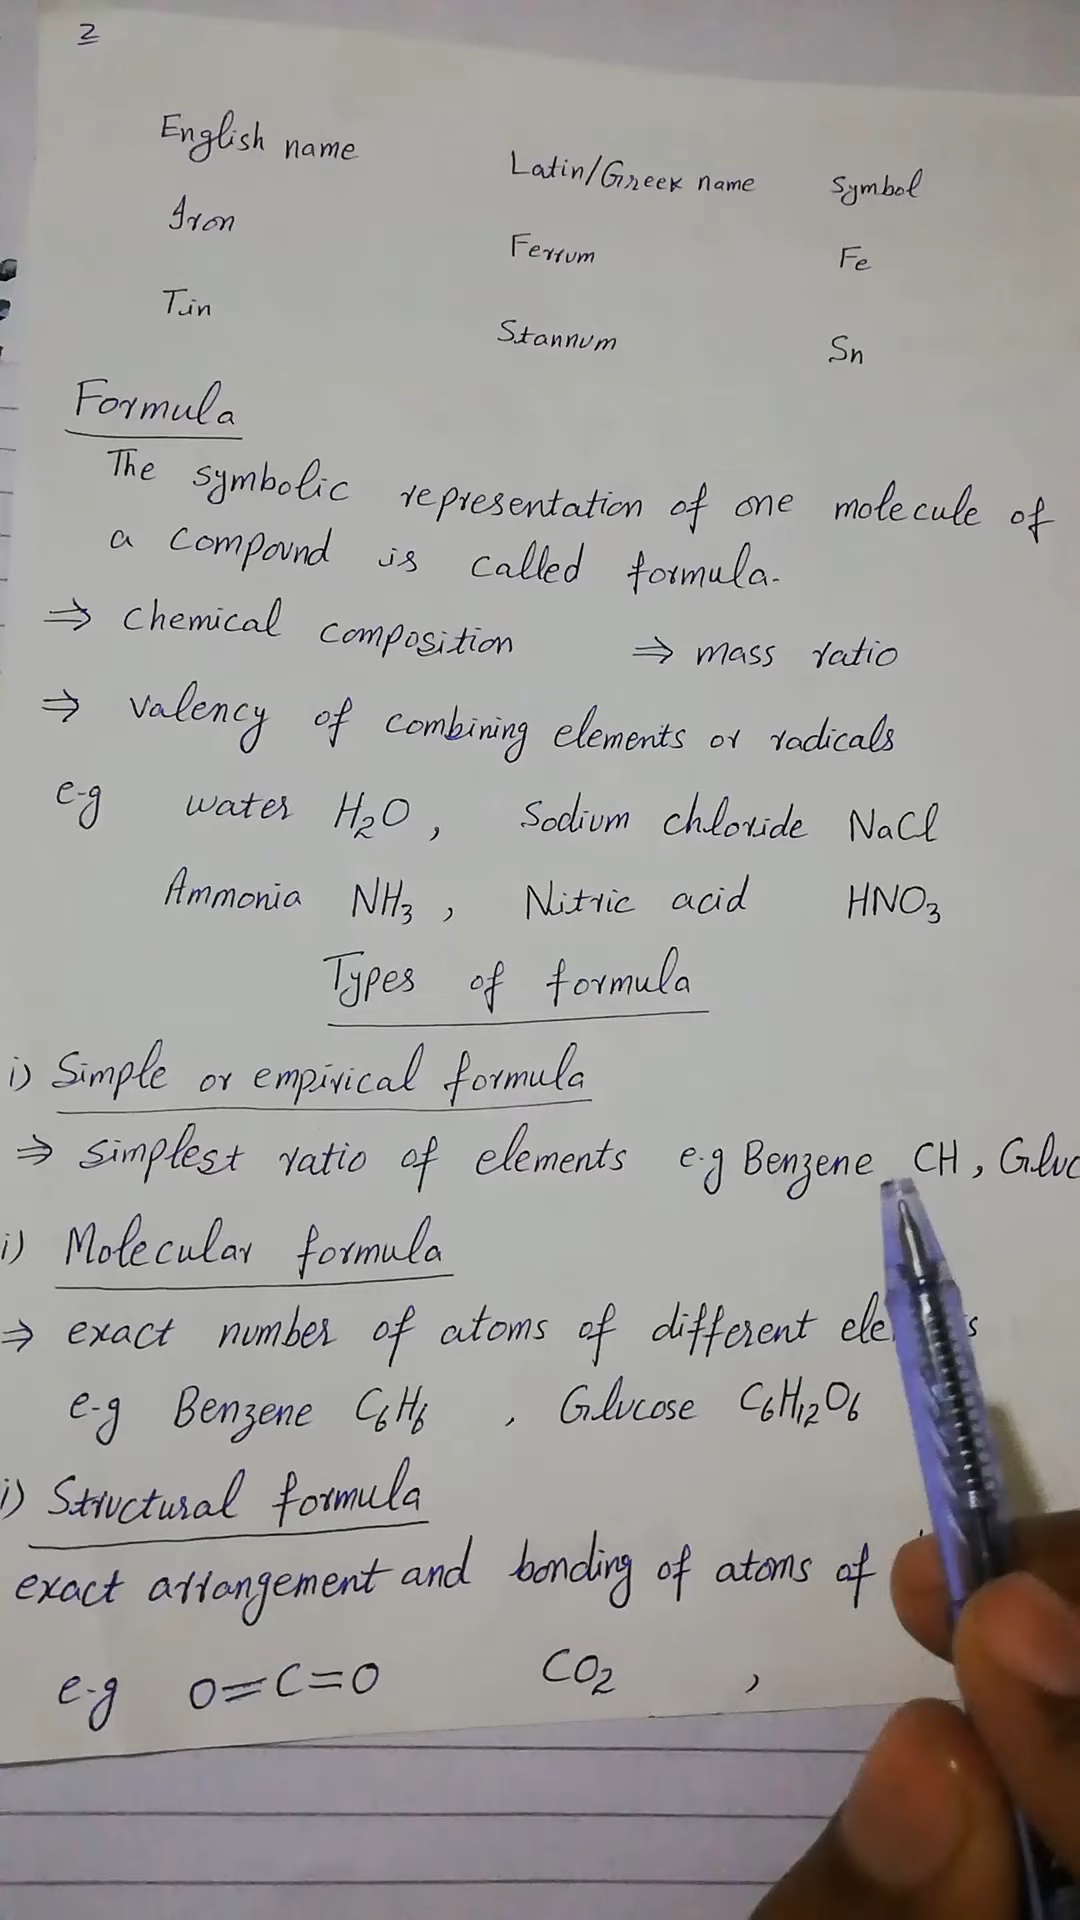 2
English name Latin/Greek name Symbol
Iron Ferrum Fe
Tin Stannum Sn
Formula
The symbolic representation of one molecule of
a compound is called formula.
⇒ chemical composition ⇒ mass ratio
⇒ valency of combining elements or radicals
e-g water H₂O, Sodium chloride NaCl
Ammonia NH₃, Nitric acid HNO₃
Types of formula
i) Simple or empirical formula
⇒ simplest ratio of elements e.g Benzene CH, Gluc
i) Molecular formula
⇒ exact number of atoms of different ele s
e-g Benzene C₆H₆, Glucose C₆H₁₂O₆
i) Structural formula
exact arrangement and bonding of atoms of
e-g O=C=O CO₂ ,